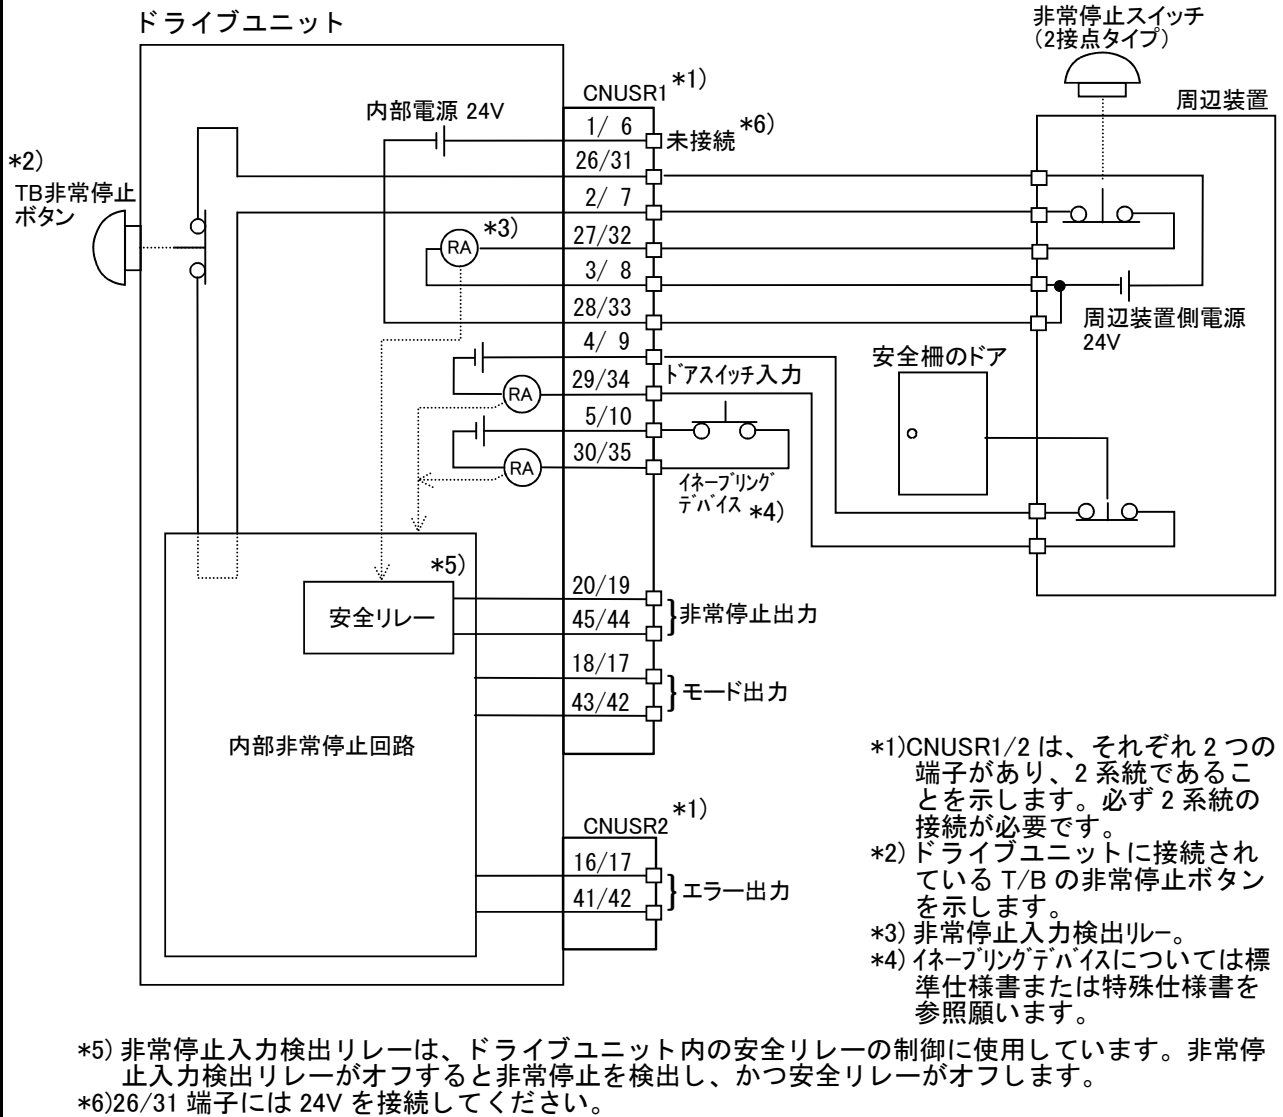 ドライブユニット
非常停止スイッチ
(2接点タイプ)
周辺装置
CNUSR1 *1)
内部電源 24V
1/ 6
未接続 *6)
26/31
*2)
TB非常停止
ボタン
2/ 7
*3)
RA
27/32
3/ 8
28/33
周辺装置側電源
24V
4/ 9
安全柵のドア
ドアスイッチ入力
29/34
RA
5/10
30/35
RA
イネーブリング
デバイス *4)
*5)
安全リレー
20/19
45/44
非常停止出力
18/17
43/42
モード出力
内部非常停止回路
CNUSR2 *1)
16/17
41/42
エラー出力
*1)CNUSR1/2 は、それぞれ 2 つの
端子があり、2 系統であるこ
とを示します。必ず 2 系統の
接続が必要です。
*2) ドライブユニットに接続され
ている T/B の非常停止ボタン
を示します。
*3) 非常停止入力検出リレー。
*4) イネーブリングデバイスについては標
準仕様書または特殊仕様書を
参照願います。
*5) 非常停止入力検出リレーは、ドライブユニット内の安全リレーの制御に使用しています。非常停
止入力検出リレーがオフすると非常停止を検出し、かつ安全リレーがオフします。
*6)26/31 端子には 24V を接続してください。